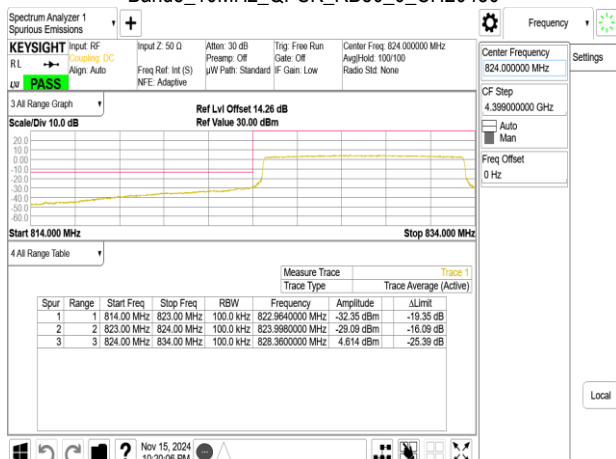 Spectrum Analyzer 1
Spurious Emissions
+
Frequency
KEYSIGHT Input: RF
RL
Coupling: DC
Align: Auto
LXI PASS
Input Z: 50 Ω
Freq Ref: Int (S)
NFE: Adaptive
Atten: 30 dB
Preamp: Off
µW Path: Standard
Trig: Free Run
Gate: Off
IF Gain: Low
Center Freq: 824.000000 MHz
Avg|Hold: 100/100
Radio Std: None
Center Frequency
824.000000 MHz
Settings
CF Step
4.399000000 GHz
Auto
Man
Freq Offset
0 Hz
3 All Range Graph
Scale/Div 10.0 dB
Ref Lvl Offset 14.26 dB
Ref Value 30.00 dBm
20.0
10.0
0.00
-10.0
-20.0
-30.0
-40.0
-50.0
-60.0
Start 814.000 MHz
Stop 834.000 MHz
4 All Range Table
Measure Trace Trace 1
Trace Type Trace Average (Active)
Spur Range Start Freq Stop Freq RBW Frequency Amplitude ΔLimit
1 1 814.00 MHz 823.00 MHz 100.0 kHz 822.9640000 MHz -32.35 dBm -19.35 dB
2 2 823.00 MHz 824.00 MHz 100.0 kHz 823.9980000 MHz -29.09 dBm -16.09 dB
3 3 824.00 MHz 834.00 MHz 100.0 kHz 828.3600000 MHz 4.614 dBm -25.39 dB
Local
?
Nov 15, 2024